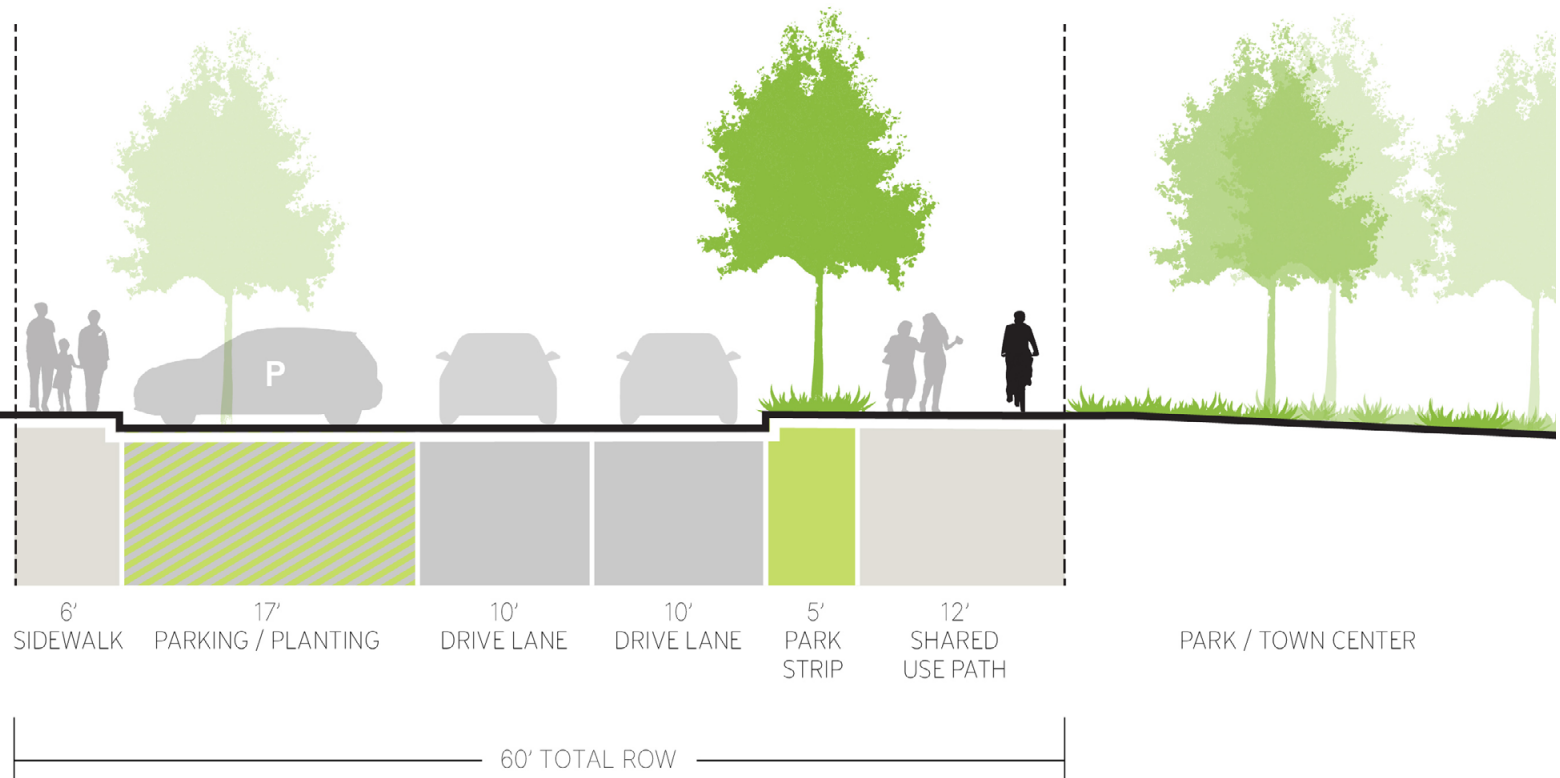 P
6’
SIDEWALK
17’
PARKING / PLANTING
10’
DRIVE LANE
10’
DRIVE LANE
5’
PARK
STRIP
12’
SHARED
USE PATH
PARK / TOWN CENTER
60’ TOTAL ROW